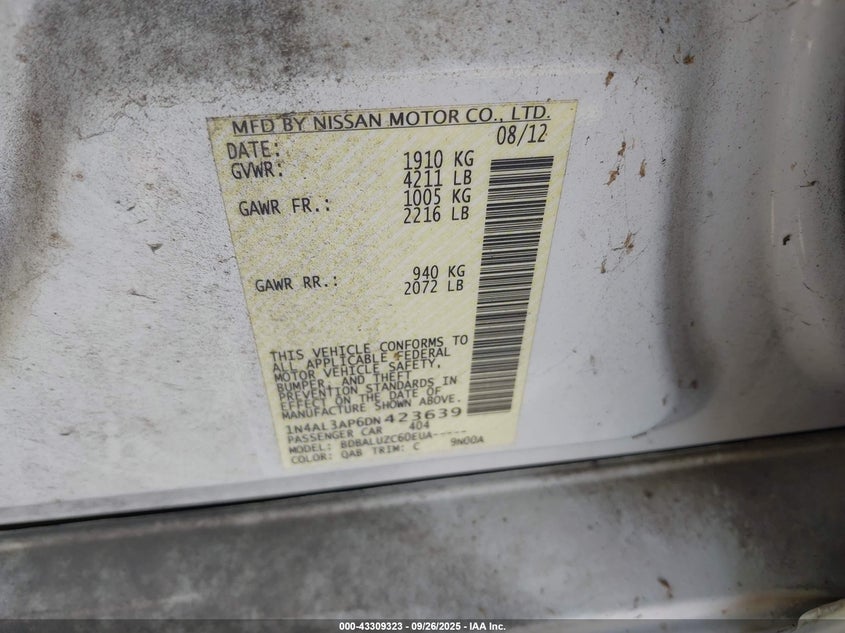 MFD BY NISSAN MOTOR CO., LTD.
DATE: 08/12
GVWR: 1910 KG
4211 LB
GAWR FR.: 1005 KG
2216 LB
GAWR RR.: 940 KG
2072 LB
THIS VEHICLE CONFORMS TO
ALL APPLICABLE FEDERAL
MOTOR VEHICLE SAFETY,
BUMPER, AND THEFT
PREVENTION STANDARDS IN
EFFECT ON THE DATE OF
MANUFACTURE SHOWN ABOVE.
1N4AL3AP6DN423639
PASSENGER CAR 404
MODEL: BDBALUZC60EUA-----
COLOR: QAB TRIM: C 9N00A
000-43309323 - 09/26/2025 - IAA Inc.